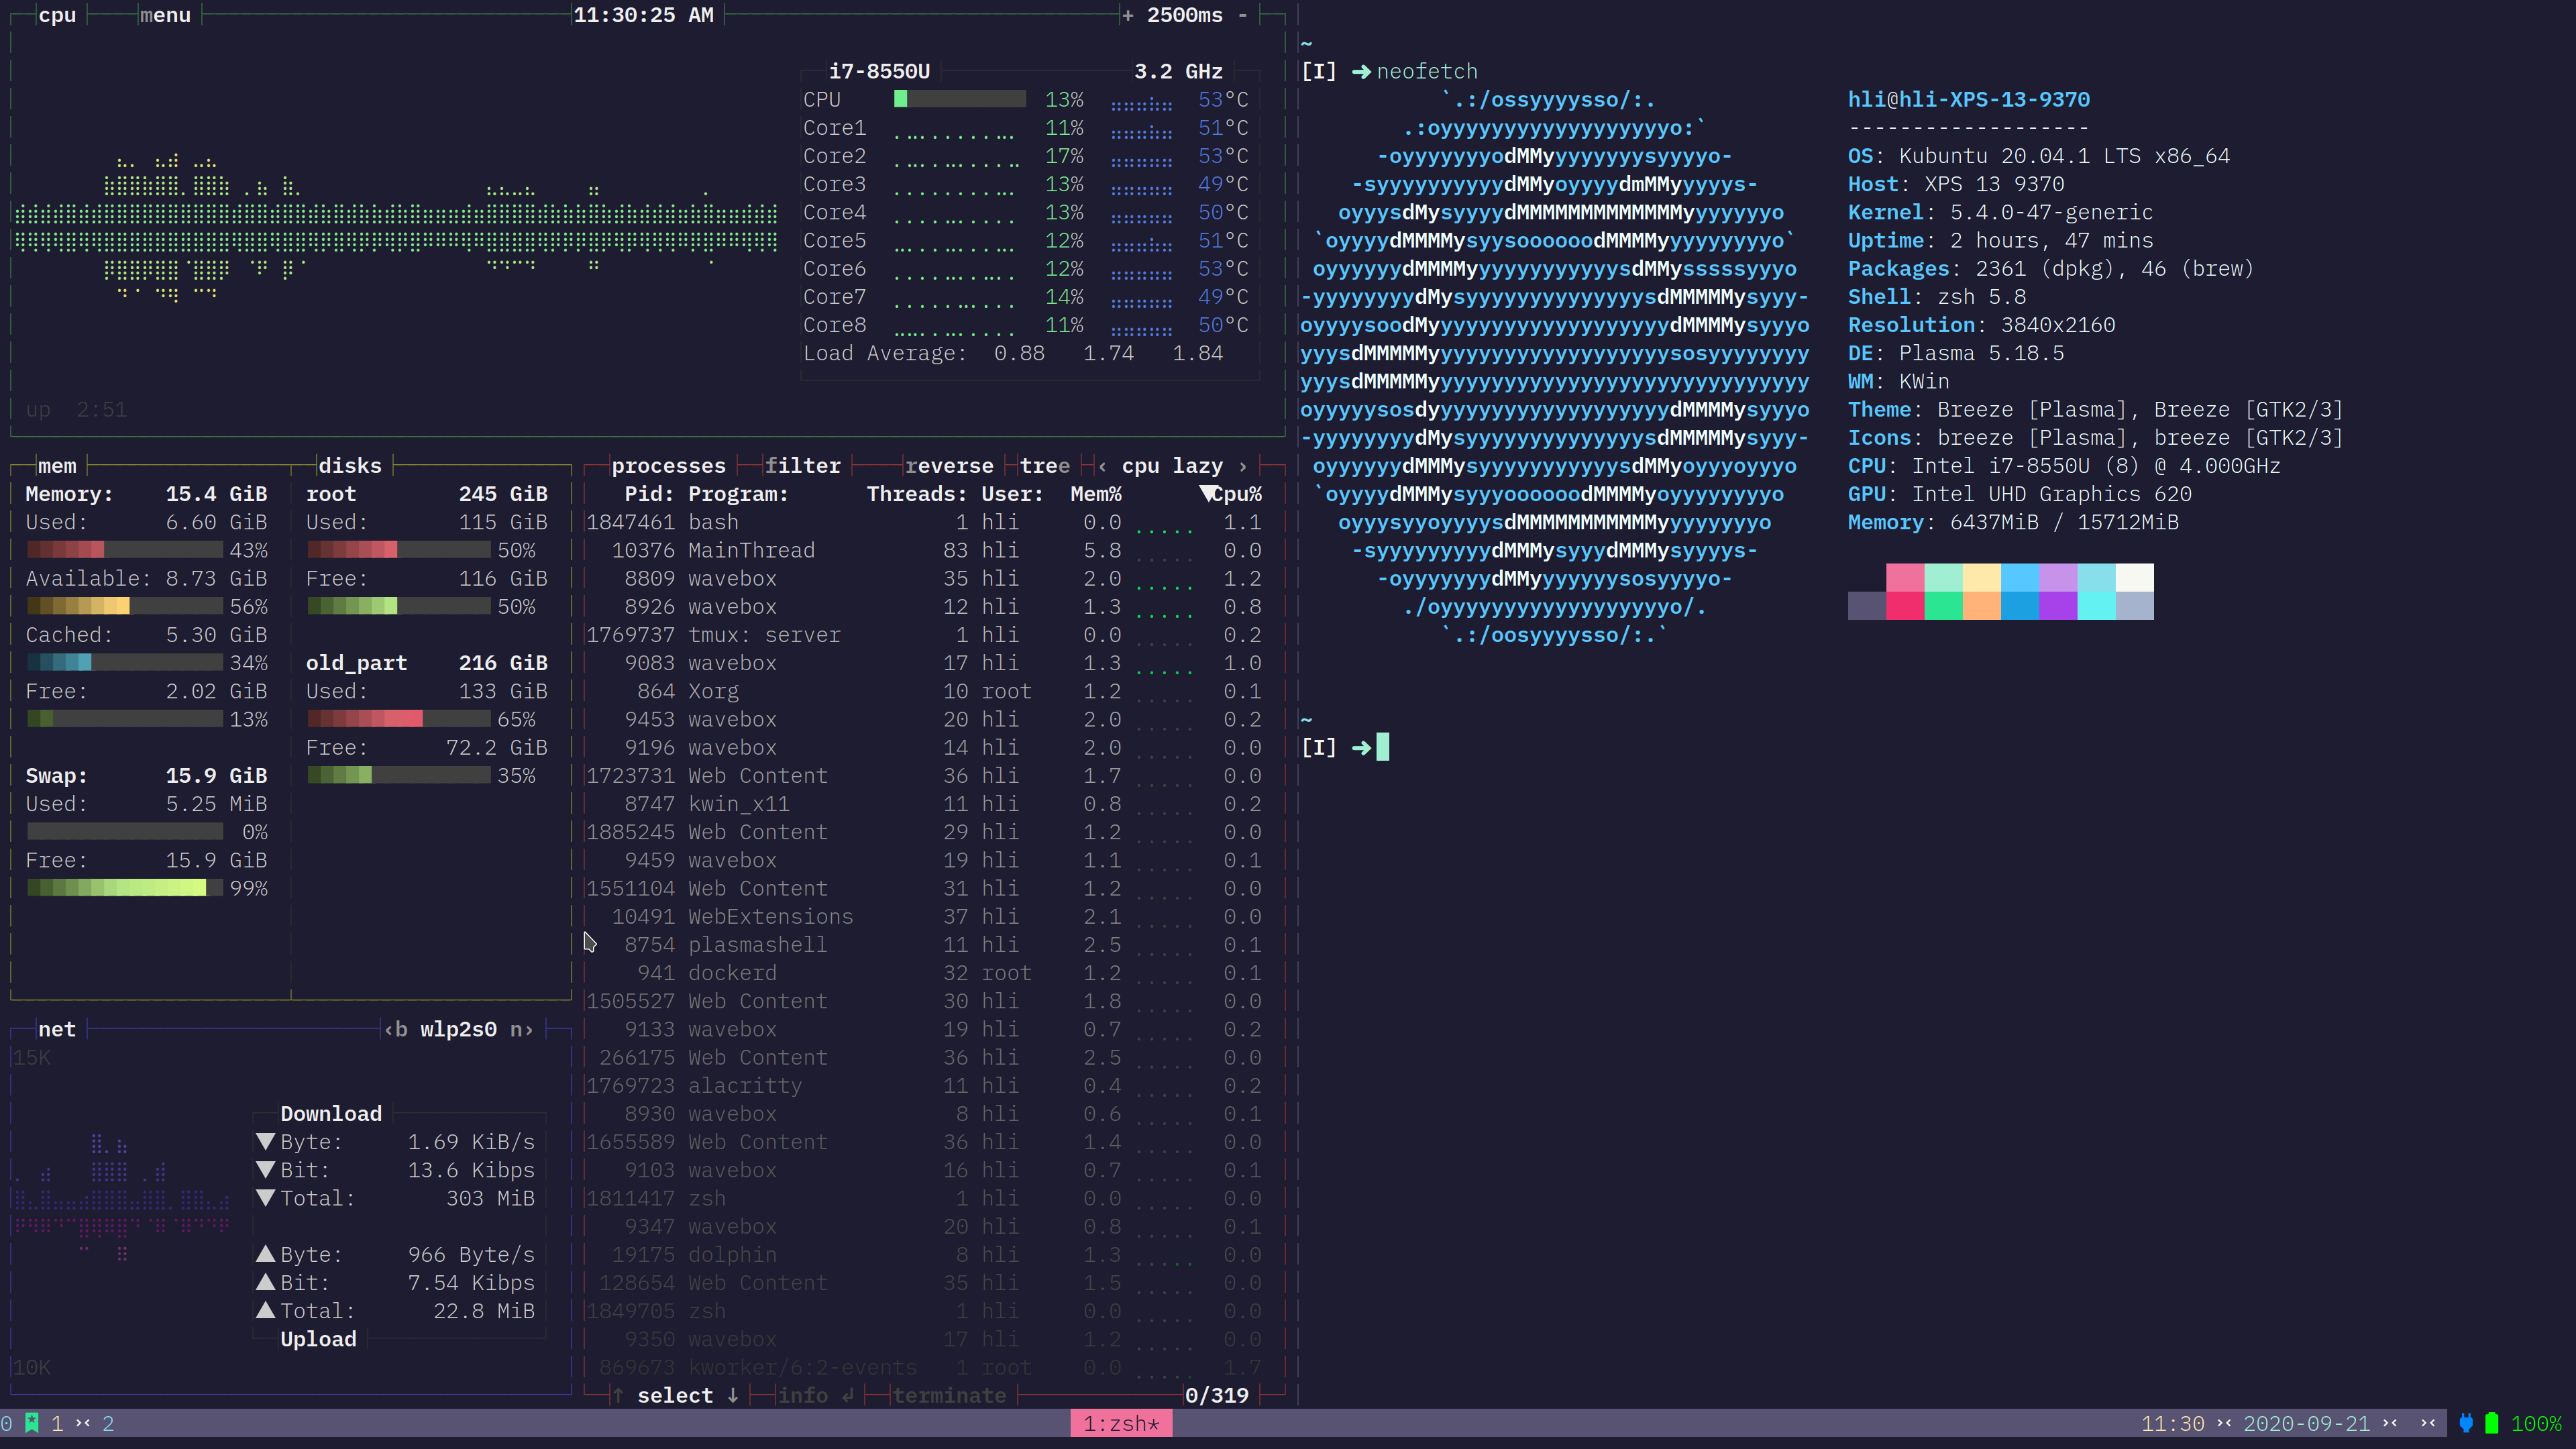 cpu menu 11:30:25 AM + 2500ms -
i7-8550U 3.2 GHz
CPU 13% 53°C
Core1 11% 51°C
Core2 17% 53°C
Core3 13% 49°C
Core4 13% 50°C
Core5 12% 51°C
Core6 12% 53°C
Core7 14% 49°C
Core8 11% 50°C
Load Average: 0.88 1.74 1.84
up 2:51
mem disks
Memory: 15.4 GiB
Used: 6.60 GiB
43%
Available: 8.73 GiB
56%
Cached: 5.30 GiB
34%
Free: 2.02 GiB
13%
Swap: 15.9 GiB
Used: 5.25 MiB
0%
Free: 15.9 GiB
99%
root 245 GiB
Used: 115 GiB
50%
Free: 116 GiB
50%
old_part 216 GiB
Used: 133 GiB
65%
Free: 72.2 GiB
35%
net ‹b wlp2s0 n›
15K
Download
▼Byte: 1.69 KiB/s
▼Bit: 13.6 Kibps
▼Total: 303 MiB
▲Byte: 966 Byte/s
▲Bit: 7.54 Kibps
▲Total: 22.8 MiB
Upload
10K
processes filter reverse tree ‹ cpu lazy ›
Pid: Program: Threads: User: Mem% ▼Cpu%
1847461 bash 1 hli 0.0 1.1
10376 MainThread 83 hli 5.8 0.0
8809 wavebox 35 hli 2.0 1.2
8926 wavebox 12 hli 1.3 0.8
1769737 tmux: server 1 hli 0.0 0.2
9083 wavebox 17 hli 1.3 1.0
864 Xorg 10 root 1.2 0.1
9453 wavebox 20 hli 2.0 0.2
9196 wavebox 14 hli 2.0 0.0
1723731 Web Content 36 hli 1.7 0.0
8747 kwin_x11 11 hli 0.8 0.2
1885245 Web Content 29 hli 1.2 0.0
9459 wavebox 19 hli 1.1 0.1
1551104 Web Content 31 hli 1.2 0.0
10491 WebExtensions 37 hli 2.1 0.0
8754 plasmashell 11 hli 2.5 0.1
941 dockerd 32 root 1.2 0.1
1505527 Web Content 30 hli 1.8 0.0
9133 wavebox 19 hli 0.7 0.2
266175 Web Content 36 hli 2.5 0.0
1769723 alacritty 11 hli 0.4 0.2
8930 wavebox 8 hli 0.6 0.1
1655589 Web Content 36 hli 1.4 0.0
9103 wavebox 16 hli 0.7 0.1
1811417 zsh 1 hli 0.0 0.0
9347 wavebox 20 hli 0.8 0.1
19175 dolphin 8 hli 1.3 0.0
128654 Web Content 35 hli 1.5 0.0
1849705 zsh 1 hli 0.0 0.0
9350 wavebox 17 hli 1.2 0.0
869673 kworker/6:2-events 1 root 0.0 1.7
↑ select ↓ info ↲ terminate 0/319
~
[I] ➜neofetch
`.:/ossyyyysso/:.
.:oyyyyyyyyyyyyyyyyyyo:`
-oyyyyyyyodMMyyyyyyyysyyyyo-
-syyyyyyyyyydMMyoyyyydmMMyyyyys-
oyyysdMysyyyydMMMMMMMMMMMMMyyyyyyyo
`oyyyydMMMMysyysoooooodMMMMyyyyyyyyyo`
oyyyyyydMMMMyyyyyyyyyyyysdMMysssssyyyo
-yyyyyyyydMysyyyyyyyyyyyyyysdMMMMMysyyy-
oyyyysoodMyyyyyyyyyyyyyyyyyyydMMMMysyyyo
yyysdMMMMMyyyyyyyyyyyyyyyyyyysosyyyyyyyy
yyysdMMMMMyyyyyyyyyyyyyyyyyyyyyyyyyyyyyy
oyyyyysosdyyyyyyyyyyyyyyyyyyydMMMMysyyyo
-yyyyyyyydMysyyyyyyyyyyyyyysdMMMMMysyyy-
oyyyyyydMMMysyyyyyyyyyyysdMMyoyyyoyyyo
`oyyyydMMMysyyyoooooodMMMMyoyyyyyyyyo
oyyysyyoyyyysdMMMMMMMMMMMyyyyyyyyo
-syyyyyyyyydMMMysyyydMMMysyyyys-
-oyyyyyyydMMyyyyyyysosyyyyo-
./oyyyyyyyyyyyyyyyyyyo/.
`.:/oosyyyysso/:.`
hli@hli-XPS-13-9370
-------------------
OS: Kubuntu 20.04.1 LTS x86_64
Host: XPS 13 9370
Kernel: 5.4.0-47-generic
Uptime: 2 hours, 47 mins
Packages: 2361 (dpkg), 46 (brew)
Shell: zsh 5.8
Resolution: 3840x2160
DE: Plasma 5.18.5
WM: KWin
Theme: Breeze [Plasma], Breeze [GTK2/3]
Icons: breeze [Plasma], breeze [GTK2/3]
CPU: Intel i7-8550U (8) @ 4.000GHz
GPU: Intel UHD Graphics 620
Memory: 6437MiB / 15712MiB
~
[I] ➜
0 1 2 1:zsh* 11:30 2020-09-21 100%